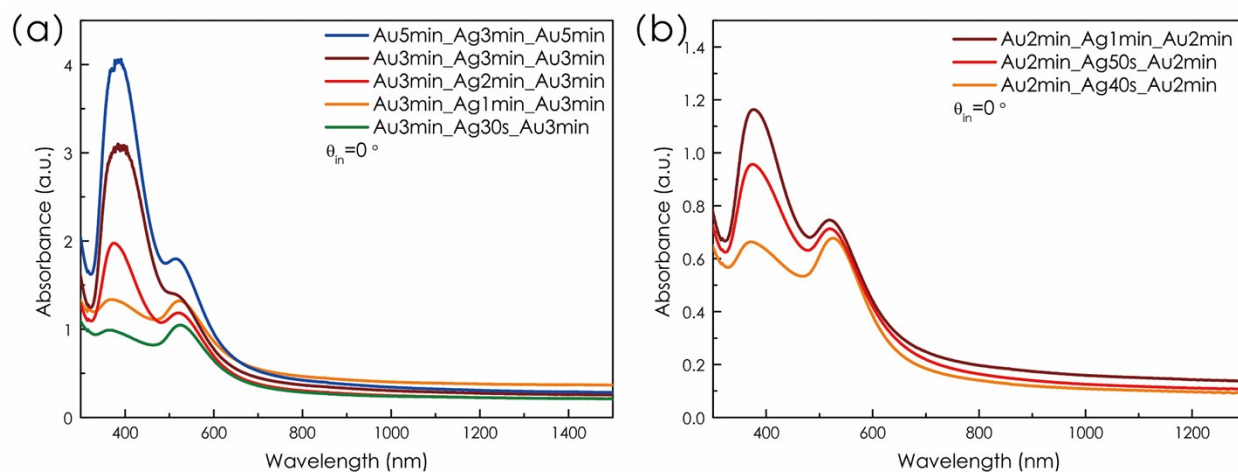 (a)
Au5min_Ag3min_Au5min
Au3min_Ag3min_Au3min
Au3min_Ag2min_Au3min
Au3min_Ag1min_Au3min
Au3min_Ag30s_Au3min
θin=0 °
Absorbance (a.u.)
4
3
2
1
0
400 600 800 1000 1200 1400
Wavelength (nm)
(b)
Au2min_Ag1min_Au2min
Au2min_Ag50s_Au2min
Au2min_Ag40s_Au2min
θin=0 °
Absorbance (a.u.)
1.4
1.2
1.0
0.8
0.6
0.4
0.2
0.0
400 600 800 1000 1200
Wavelength (nm)